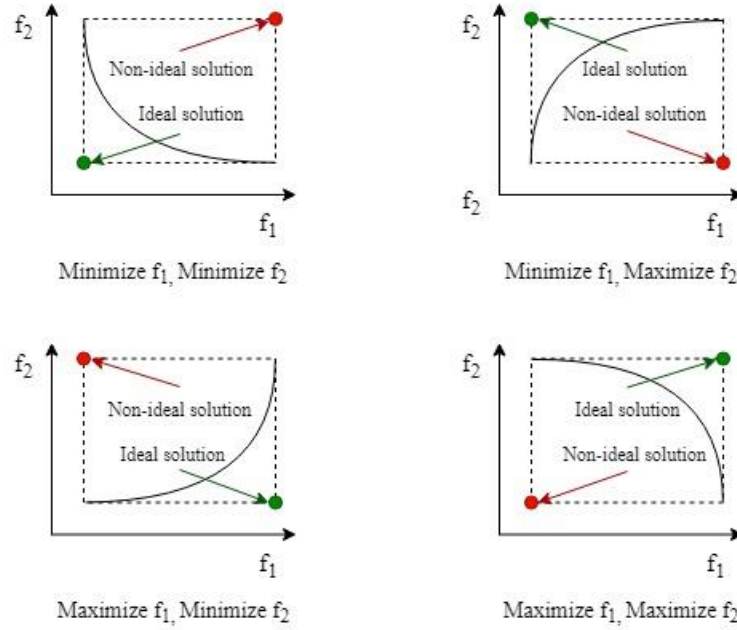 f2
Non-ideal solution
Ideal solution
f1
Minimize f1, Minimize f2
f2
Ideal solution
Non-ideal solution
f2
f1
Minimize f1, Maximize f2
f2
Non-ideal solution
Ideal solution
f1
Maximize f1, Minimize f2
f2
Ideal solution
Non-ideal solution
f1
Maximize f1, Maximize f2